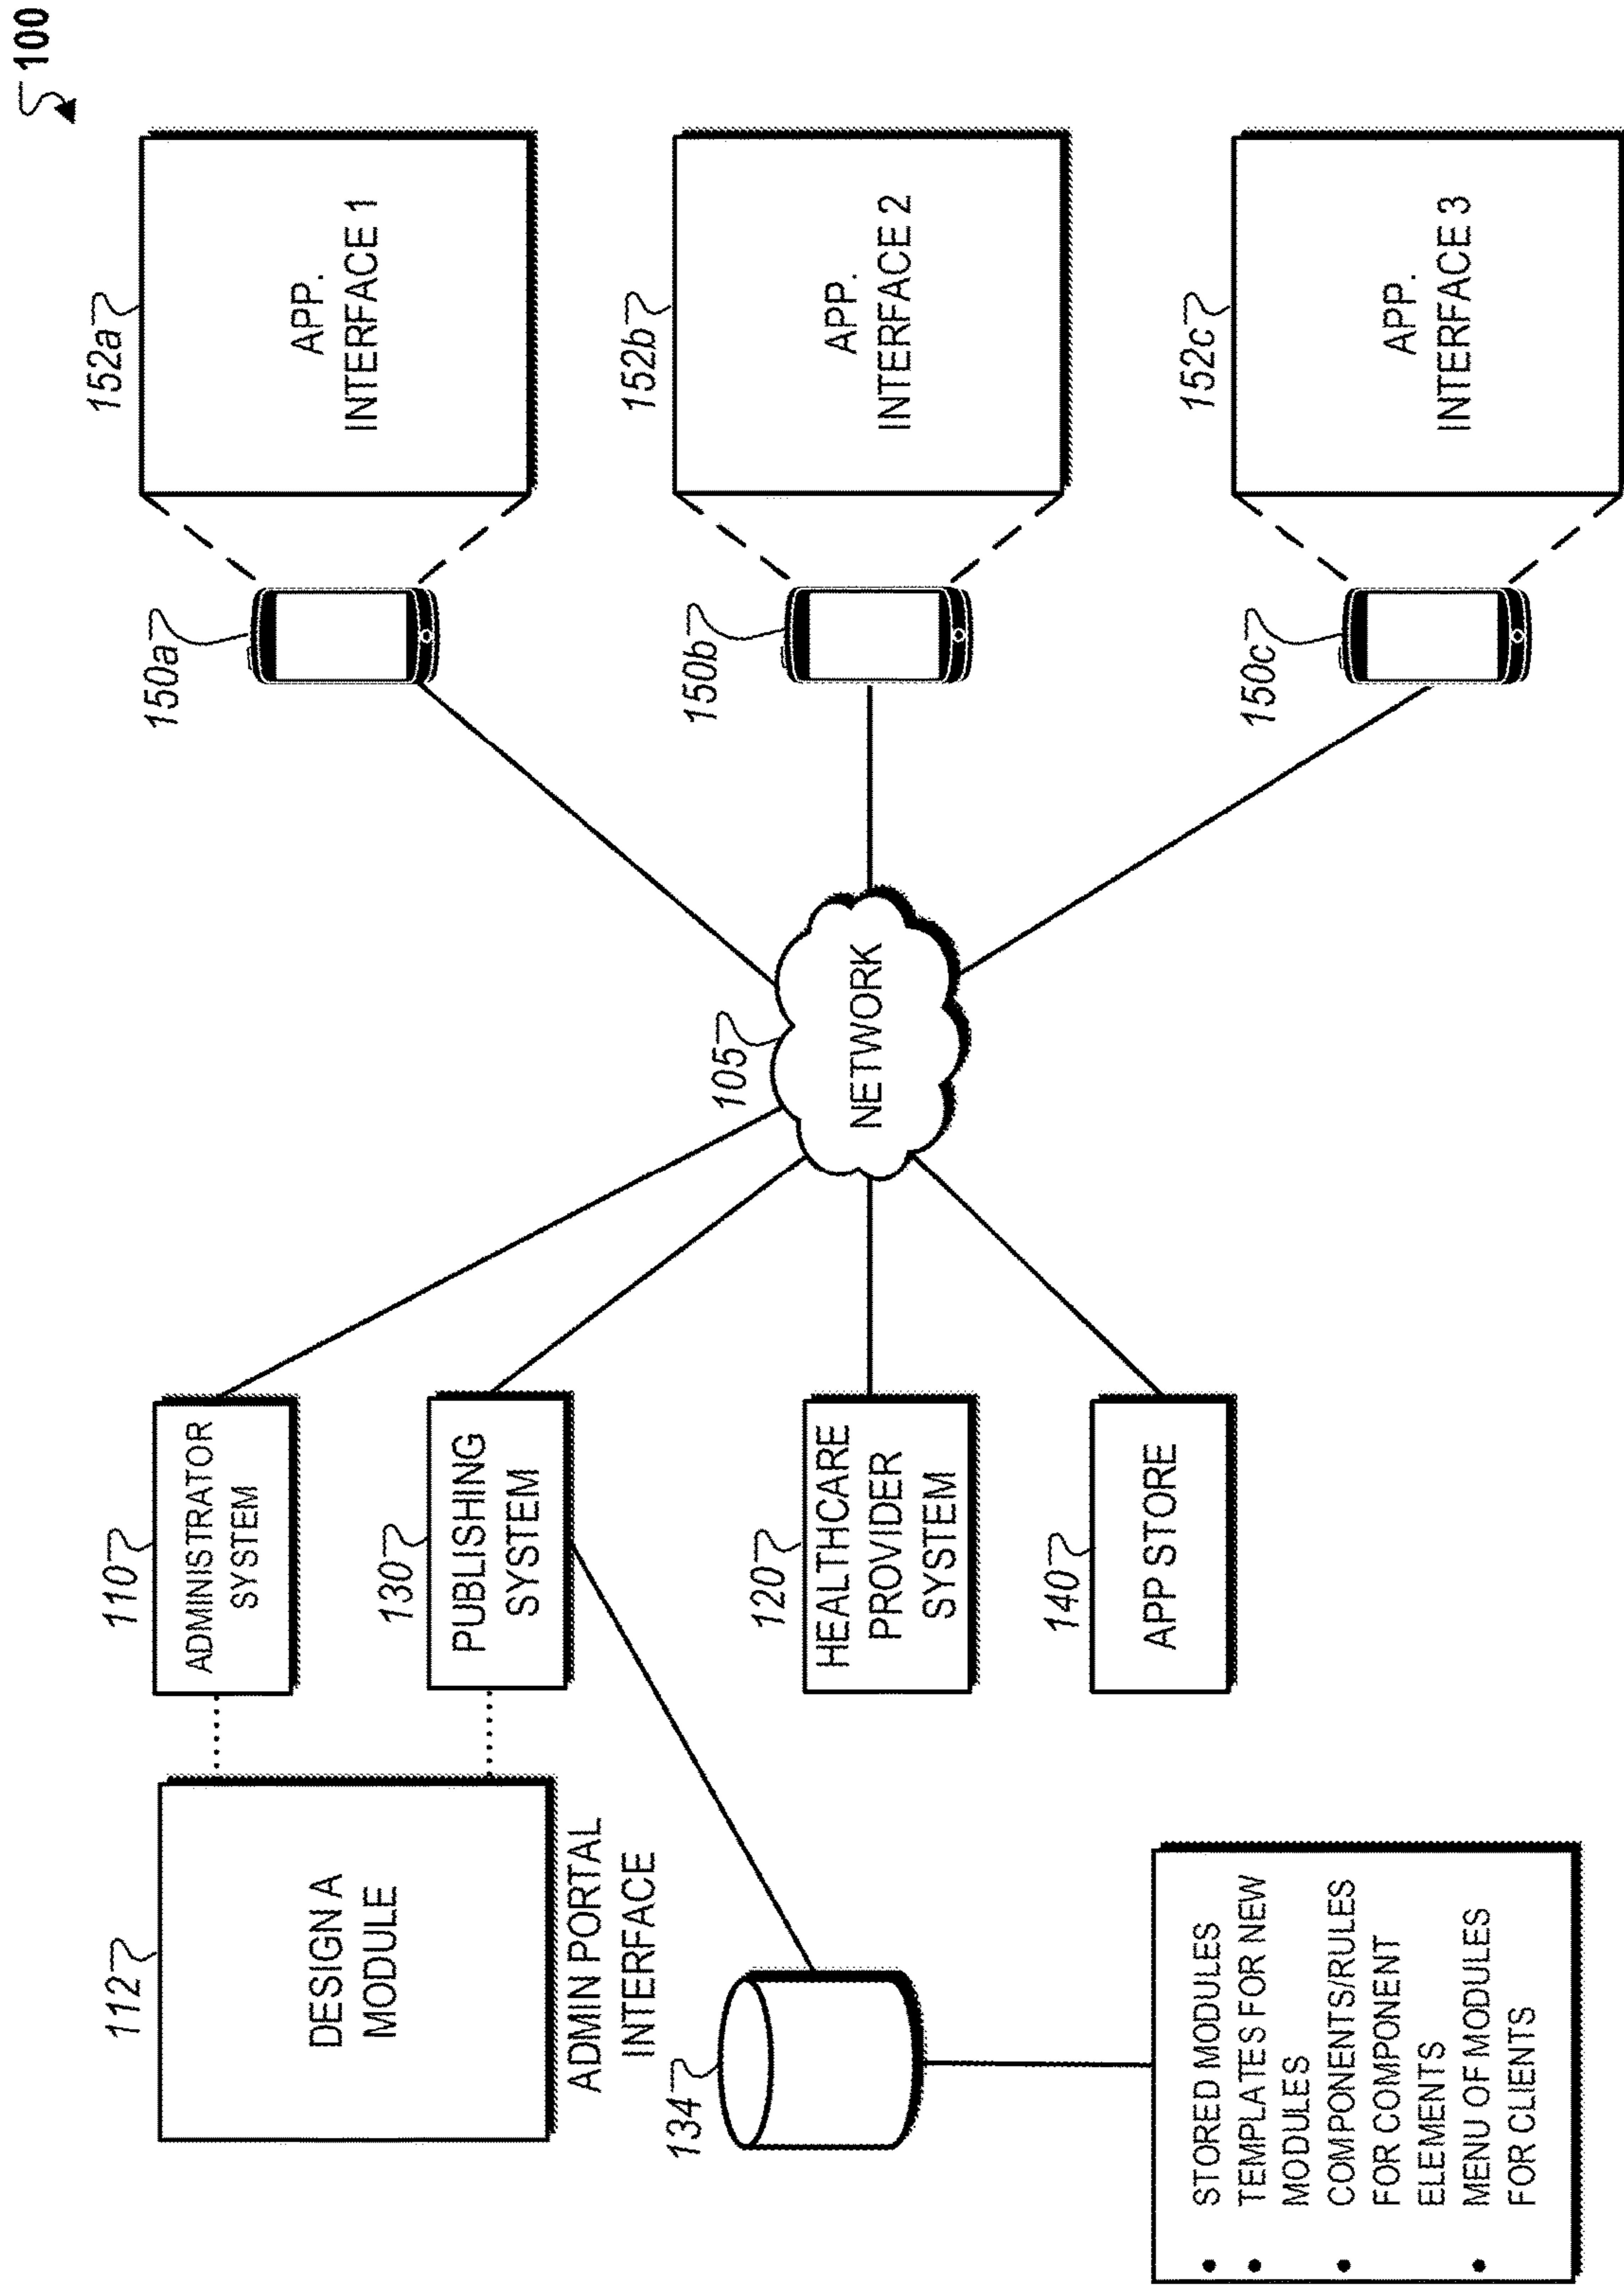 100
112
DESIGN A
MODULE
ADMIN PORTAL
INTERFACE
110
ADMINISTRATOR
SYSTEM
130
PUBLISHING
SYSTEM
134
• STORED MODULES
• TEMPLATES FOR NEW
MODULES
• COMPONENTS/RULES
FOR COMPONENT
ELEMENTS
• MENU OF MODULES
FOR CLIENTS
120
HEALTHCARE
PROVIDER
SYSTEM
140
APP STORE
105
NETWORK
150a
152a
APP.
INTERFACE 1
150b
152b
APP.
INTERFACE 2
150c
152c
APP.
INTERFACE 3